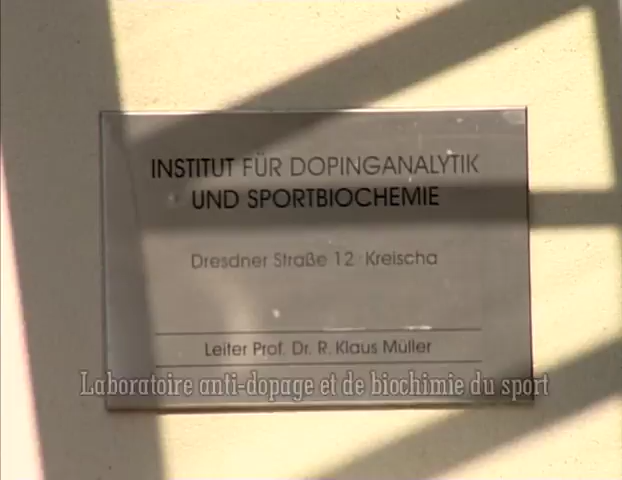 INSTITUT FÜR DOPINGANALYTIK
UND SPORTBIOCHEMIE
Dresdner Straße 12 · Kreischa
Leiter Prof. Dr. R. Klaus Müller
Laboratoire anti-dopage et de biochimie du sport